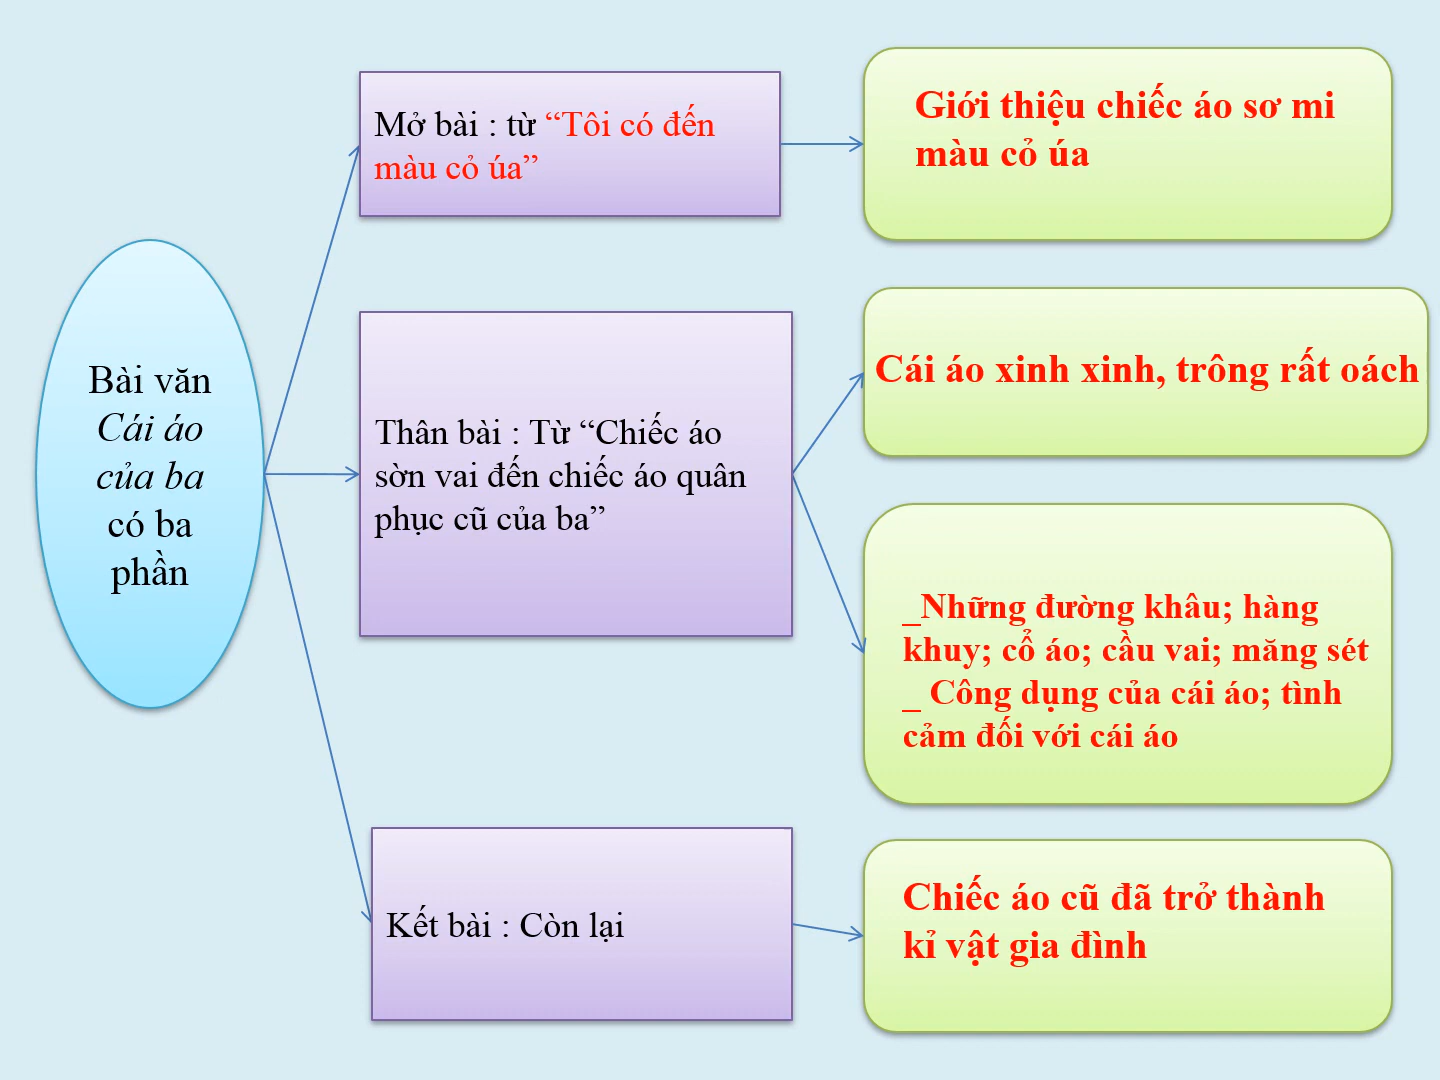 Bài văn
Cái áo
của ba
có ba
phần
Mở bài : từ “Tôi có đến
màu cỏ úa”
Giới thiệu chiếc áo sơ mi
màu cỏ úa
Thân bài : Từ “Chiếc áo
sờn vai đến chiếc áo quân
phục cũ của ba”
Cái áo xinh xinh, trông rất oách
_Những đường khâu; hàng
khuy; cổ áo; cầu vai; măng sét
_ Công dụng của cái áo; tình
cảm đối với cái áo
Kết bài : Còn lại
Chiếc áo cũ đã trở thành
kỉ vật gia đình